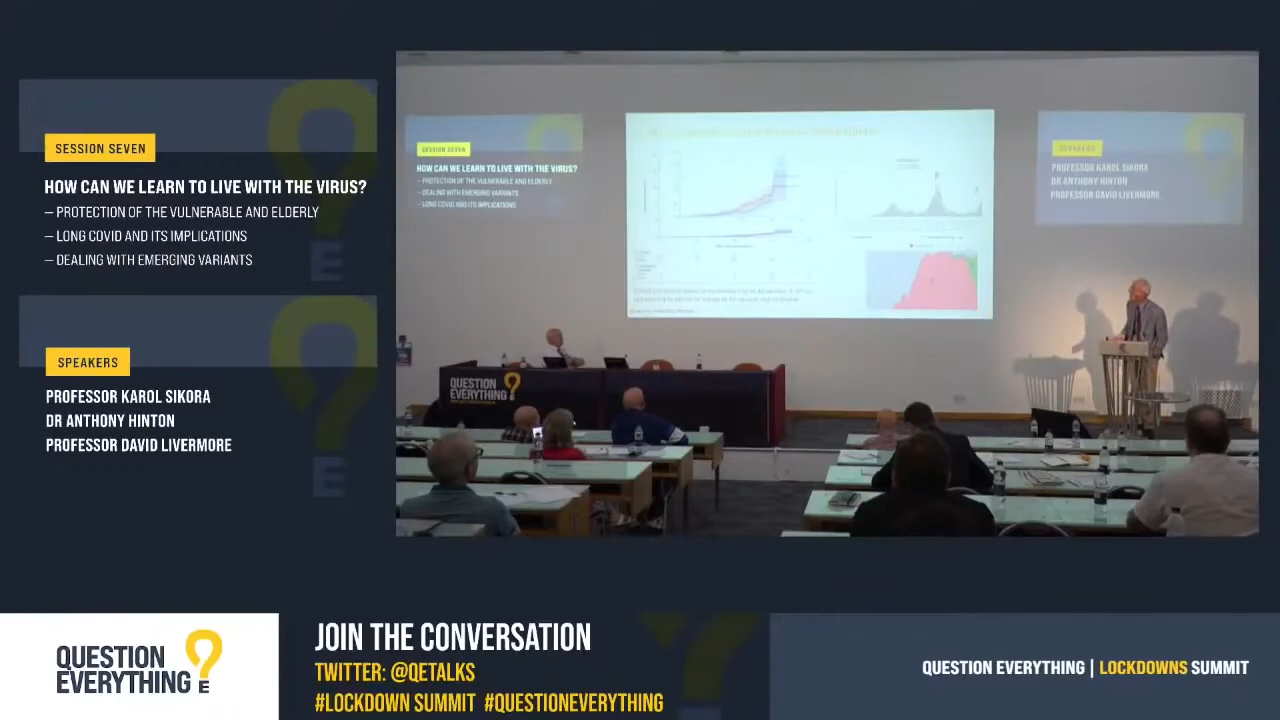 SESSION SEVEN
HOW CAN WE LEARN TO LIVE WITH THE VIRUS?
– PROTECTION OF THE VULNERABLE AND ELDERLY
– LONG COVID AND ITS IMPLICATIONS
– DEALING WITH EMERGING VARIANTS
SPEAKERS
PROFESSOR KAROL SIKORA
DR ANTHONY HINTON
PROFESSOR DAVID LIVERMORE
SESSION SEVEN
HOW CAN WE LEARN TO LIVE WITH THE VIRUS?
– PROTECTION OF THE VULNERABLE AND ELDERLY
– DEALING WITH EMERGING VARIANTS
– LONG COVID AND ITS IMPLICATIONS
SPEAKERS
PROFESSOR KAROL SIKORA
DR ANTHONY HINTON
PROFESSOR DAVID LIVERMORE
QUESTION
EVERYTHING?
QUESTION
EVERYTHING?
E
JOIN THE CONVERSATION
TWITTER: @QETALKS
#LOCKDOWN SUMMIT #QUESTIONEVERYTHING
QUESTION EVERYTHING | LOCKDOWNS SUMMIT